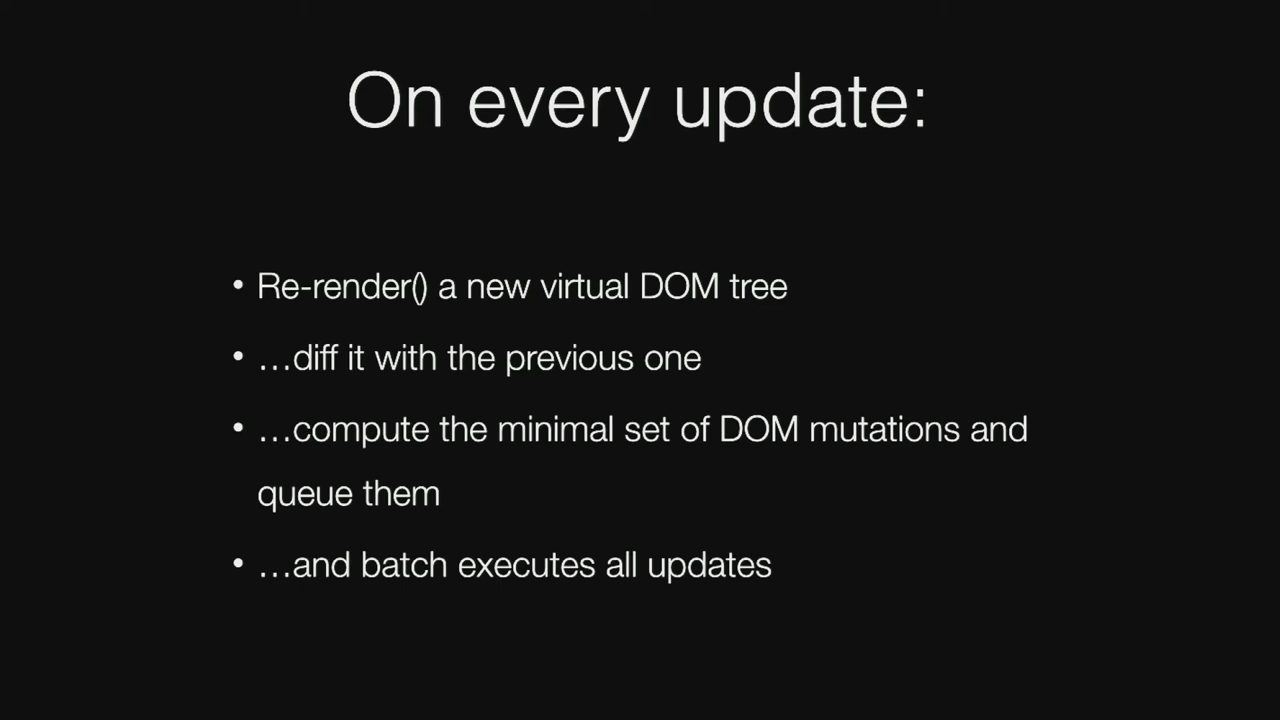 On every update:
• Re-render() a new virtual DOM tree
• …diff it with the previous one
• …compute the minimal set of DOM mutations and
queue them
• …and batch executes all updates